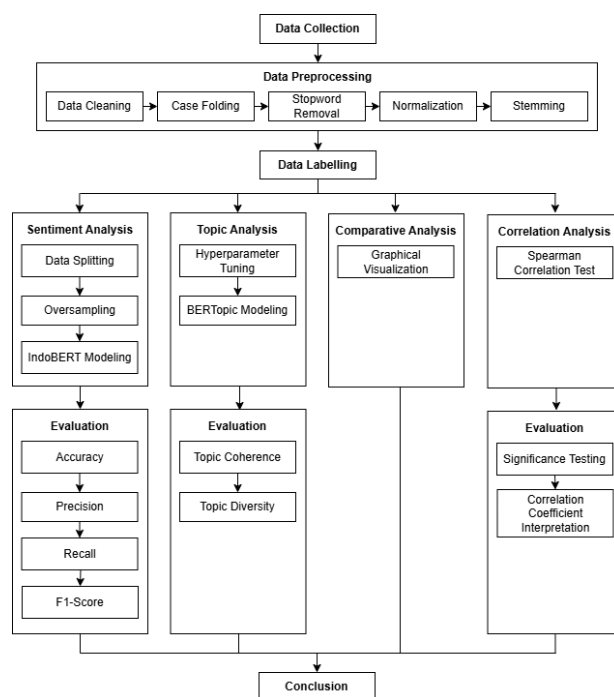 Data Collection
Data Preprocessing
Data Cleaning
Case Folding
Stopword
Removal
Normalization
Stemming
Data Labelling
Sentiment Analysis
Data Splitting
Oversampling
IndoBERT Modeling
Topic Analysis
Hyperparameter
Tuning
BERTopic Modeling
Comparative Analysis
Graphical
Visualization
Correlation Analysis
Spearman
Correlation Test
Evaluation
Accuracy
Precision
Recall
F1-Score
Evaluation
Topic Coherence
Topic Diversity
Evaluation
Significance Testing
Correlation
Coefficient
Interpretation
Conclusion